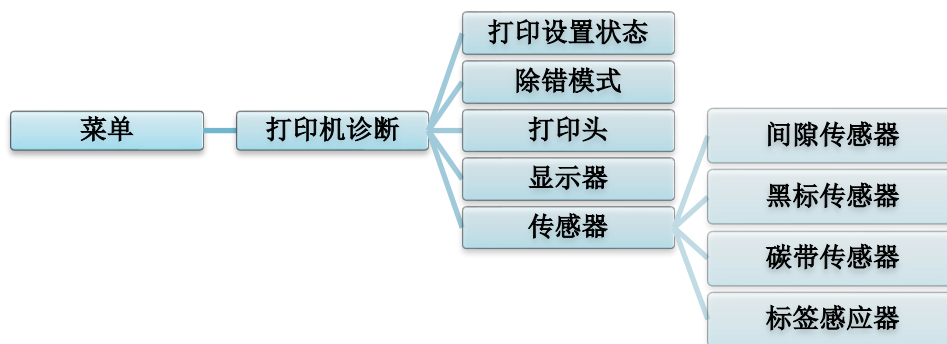 菜单
打印机诊断
打印设置状态
除错模式
打印头
显示器
传感器
间隙传感器
黑标传感器
碳带传感器
标签感应器